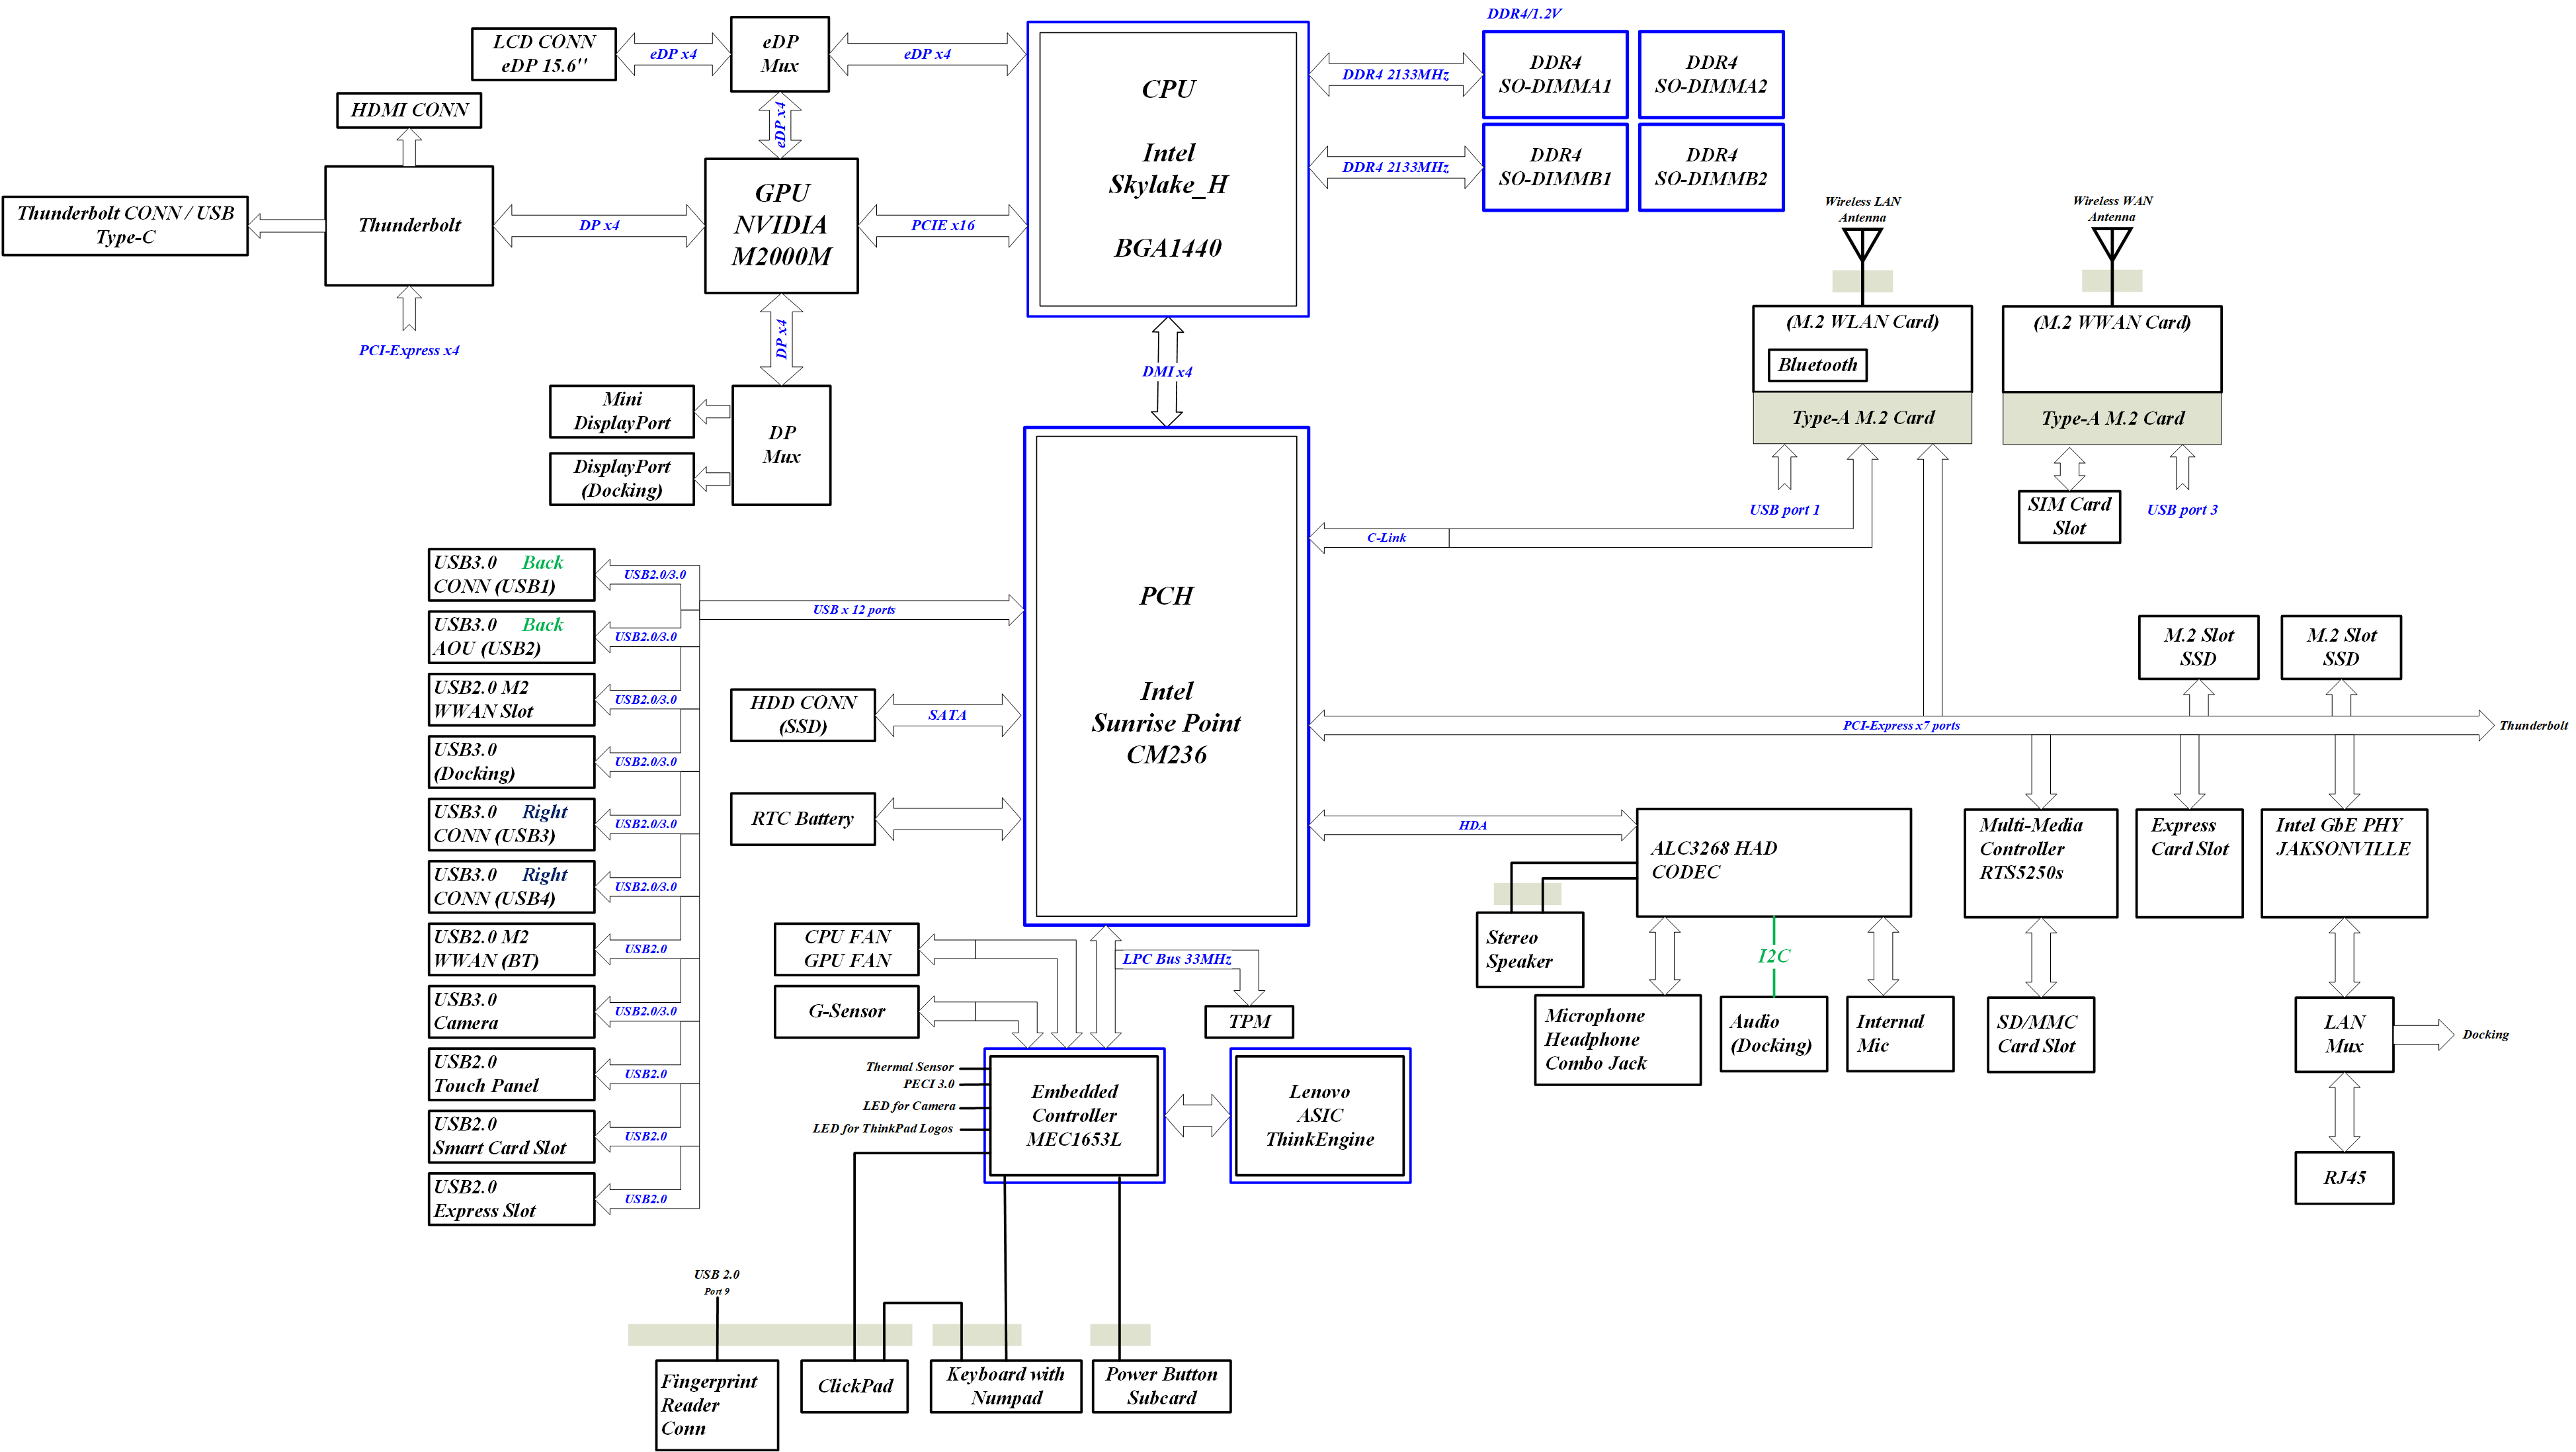 DDR4/1.2V
LCD CONN
eDP 15.6"
eDP x4
eDP
Mux
eDP x4
eDP x4
HDMI CONN
Thunderbolt CONN / USB
Type-C
Thunderbolt
DP x4
GPU
NVIDIA
M2000M
PCIE x16
PCI-Express x4
DP x4
CPU
Intel
Skylake_H
BGA1440
DDR4 2133MHz
DDR4 2133MHz
DDR4
SO-DIMMA1
DDR4
SO-DIMMA2
DDR4
SO-DIMMB1
DDR4
SO-DIMMB2
Mini
DisplayPort
DisplayPort
(Docking)
DP
Mux
DMI x4
Wireless LAN
Antenna
Wireless WAN
Antenna
(M.2 WLAN Card)
Bluetooth
Type-A M.2 Card
(M.2 WWAN Card)
Type-A M.2 Card
USB port 1
SIM Card
Slot
USB port 3
C-Link
PCH
Intel
Sunrise Point
CM236
USB3.0 Back
CONN (USB1)
USB2.0/3.0
USB x 12 ports
USB3.0 Back
AOU (USB2)
USB2.0/3.0
USB2.0 M2
WWAN Slot
USB2.0/3.0
USB3.0
(Docking)
USB2.0/3.0
USB3.0 Right
CONN (USB3)
USB2.0/3.0
USB3.0 Right
CONN (USB4)
USB2.0/3.0
USB2.0 M2
WWAN (BT)
USB2.0
USB3.0
Camera
USB2.0/3.0
USB2.0
Touch Panel
USB2.0
USB2.0
Smart Card Slot
USB2.0
USB2.0
Express Slot
USB2.0
HDD CONN
(SSD)
SATA
RTC Battery
M.2 Slot
SSD
M.2 Slot
SSD
PCI-Express x7 ports
Thunderbolt
HDA
ALC3268 HAD
CODEC
Multi-Media
Controller
RTS5250s
Express
Card Slot
Intel GbE PHY
JAKSONVILLE
Stereo
Speaker
I2C
Microphone
Headphone
Combo Jack
Audio
(Docking)
Internal
Mic
SD/MMC
Card Slot
LAN
Mux
Docking
RJ45
CPU FAN
GPU FAN
G-Sensor
LPC Bus 33MHz
TPM
Thermal Sensor
PECI 3.0
LED for Camera
LED for ThinkPad Logos
Embedded
Controller
MEC1653L
Lenovo
ASIC
ThinkEngine
USB 2.0
Port 9
Fingerprint
Reader
Conn
ClickPad
Keyboard with
Numpad
Power Button
Subcard